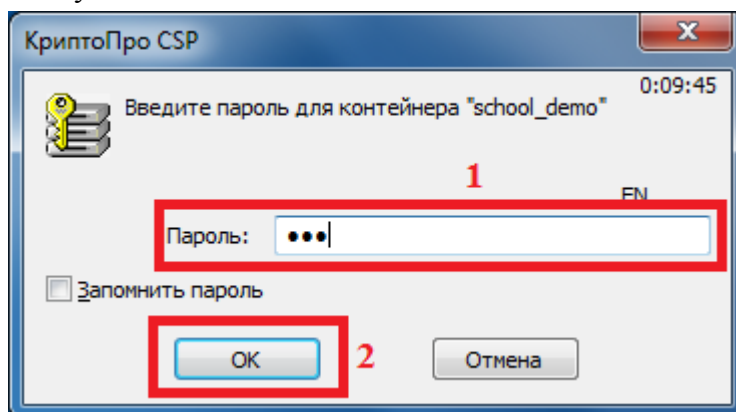 КриптоПро CSP
0:09:45
Введите пароль для контейнера "school_demo"
1
EN
Пароль: •••
Запомнить пароль
OK 2 Отмена